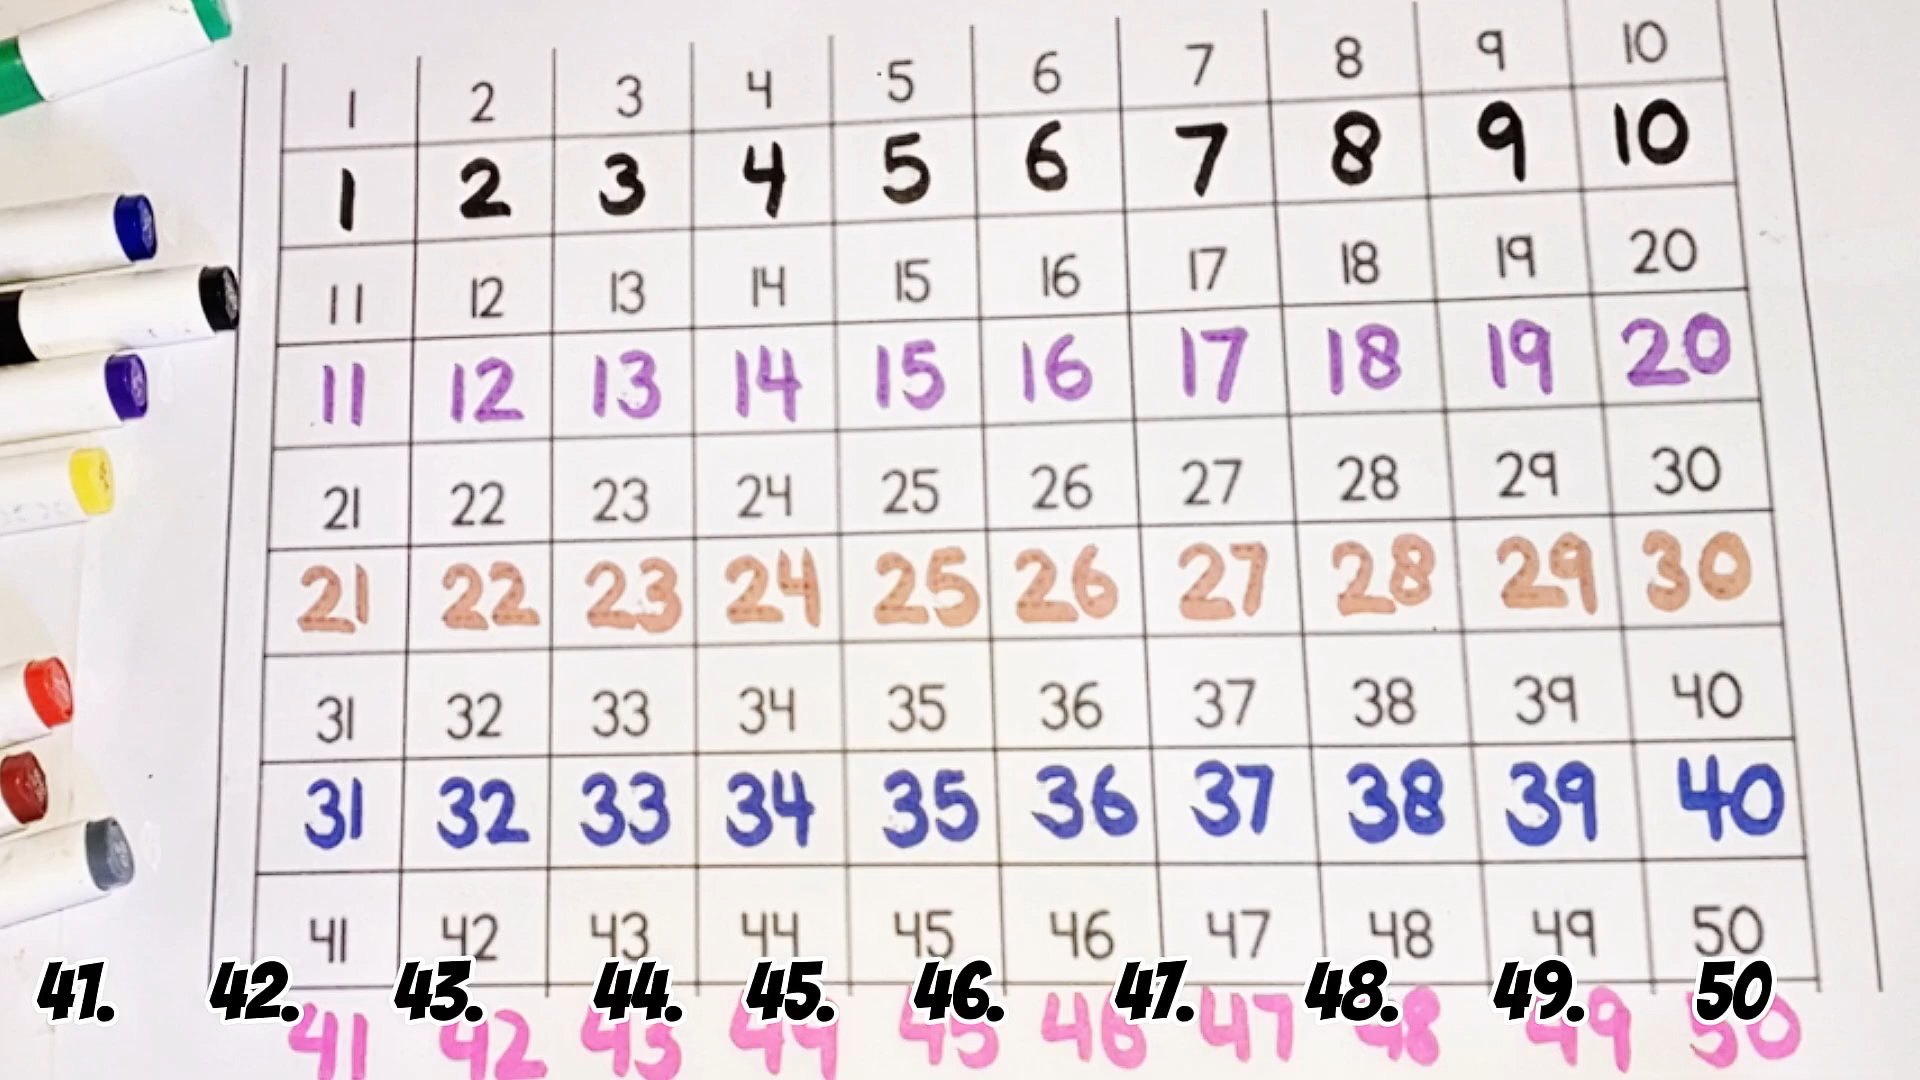 1 2 3 4 5 6 7 8 9 10
1 2 3 4 5 6 7 8 9 10
11 12 13 14 15 16 17 18 19 20
11 12 13 14 15 16 17 18 19 20
21 22 23 24 25 26 27 28 29 30
21 22 23 24 25 26 27 28 29 30
31 32 33 34 35 36 37 38 39 40
31 32 33 34 35 36 37 38 39 40
41 42 43 44 45 46 47 48 49 50
41. 42. 43. 44. 45. 46. 47. 48. 49. 50
41 42 43 44 45 46 47 48 49 50